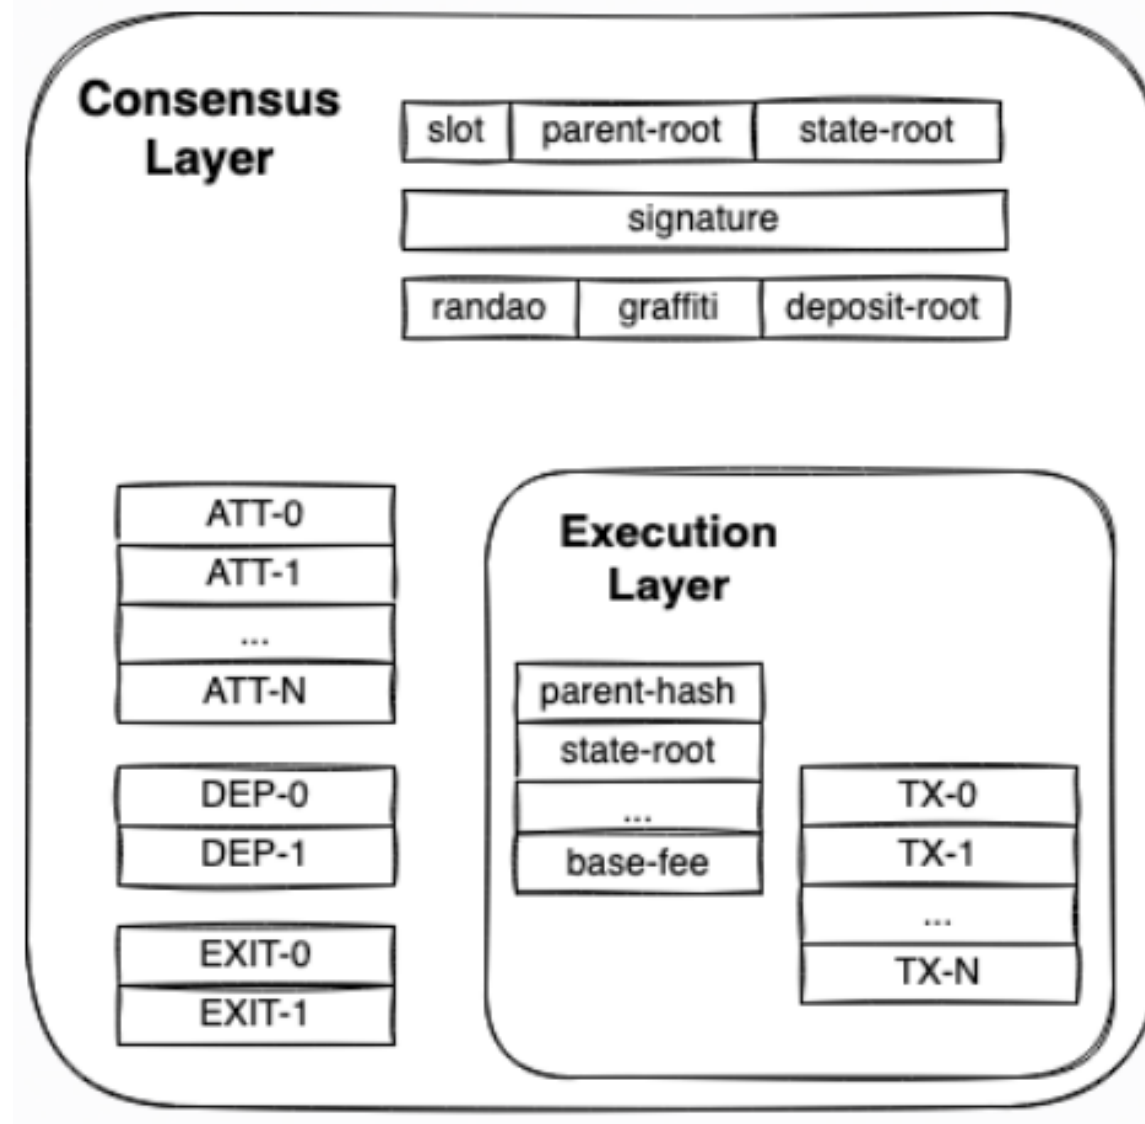 Consensus
Layer
slot parent-root state-root
signature
randao graffiti deposit-root
ATT-0
ATT-1
...
ATT-N
DEP-0
DEP-1
EXIT-0
EXIT-1
Execution
Layer
parent-hash
state-root
...
base-fee
TX-0
TX-1
...
TX-N